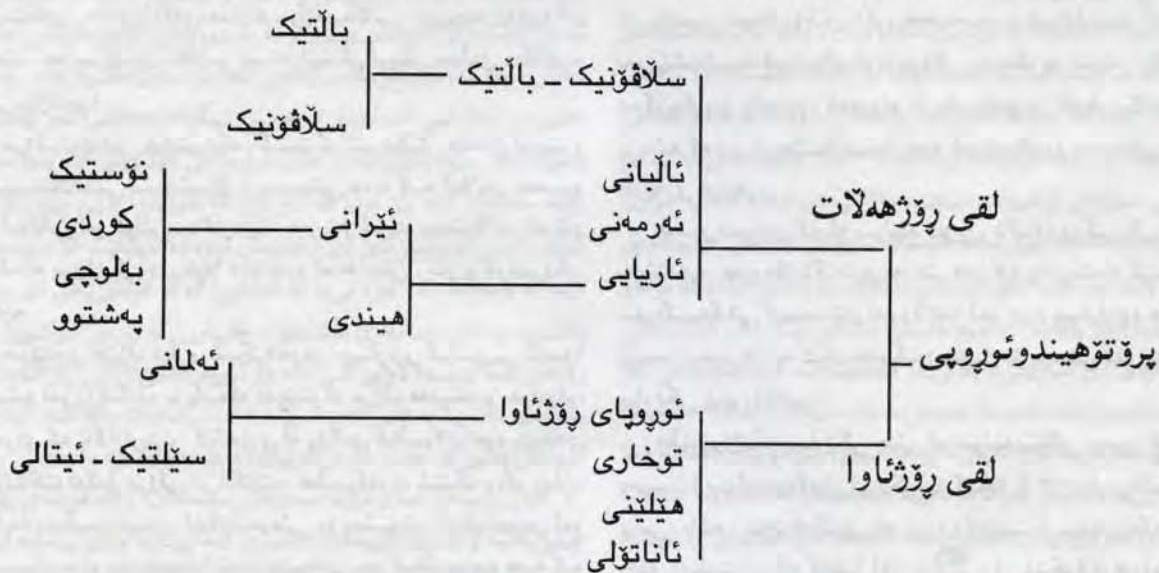 باڵتیک
سلاڤۆنیک – باڵتیک
سلاڤۆنیک
نۆستیک
ئاڵبانی
کوردی
ئێرانی
ئەرمەنی
لقی ڕۆژهەڵات
بەلوچی
ئاریایی
پەشتوو
هیندی
پرۆتۆهیندوئوروپی
ئەلمانی
ئوروپای ڕۆژئاوا
سێلتیک - ئیتالی
توخاری
لقی ڕۆژئاوا
هێلێنی
ئاناتۆلی